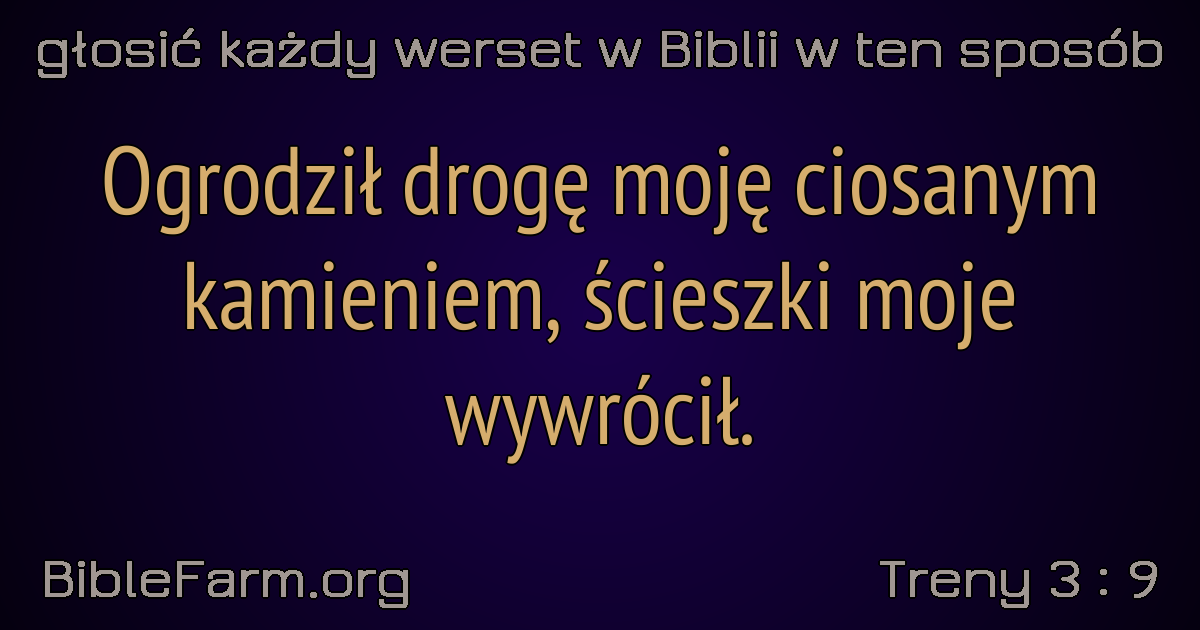 głosić każdy werset w Biblii w ten sposób
Ogrodził drogę moję ciosanym
kamieniem, ścieszki moje
wywrócił.
BibleFarm.org
Treny 3 : 9